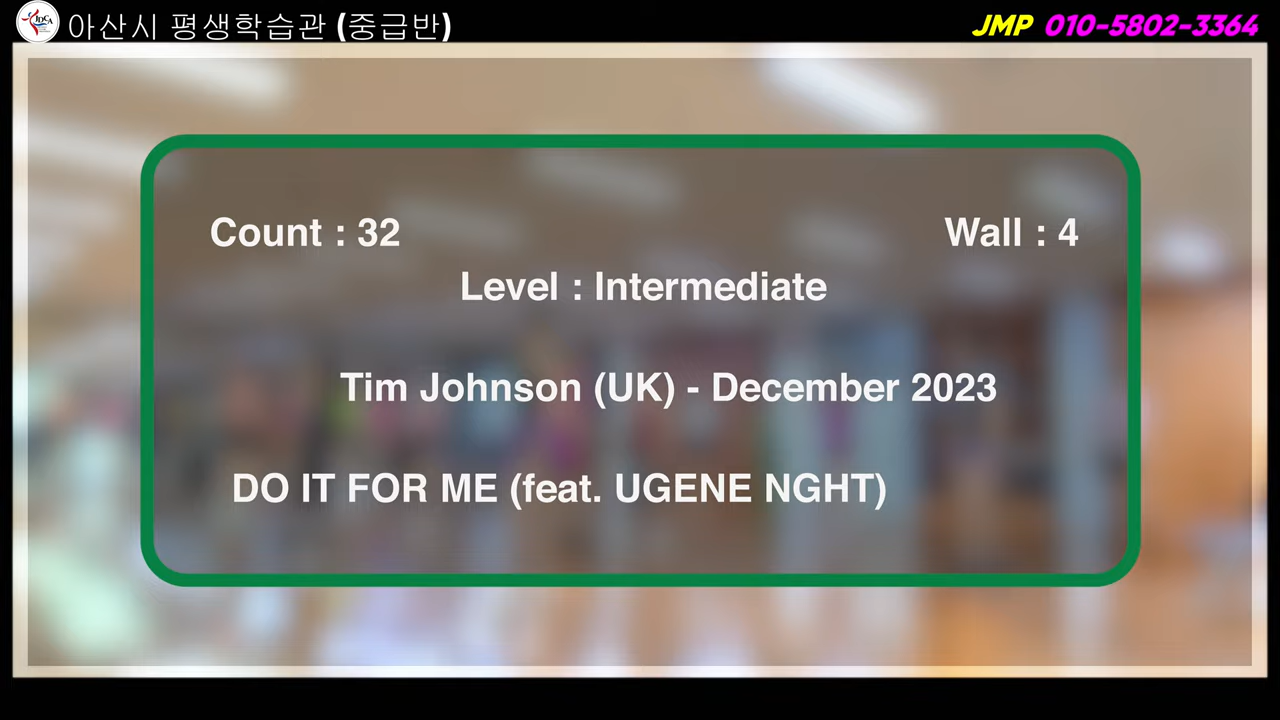 JDCA 아산시 평생학습관 (중급반)
JMP 010-5802-3364
Count : 32
Wall : 4
Level : Intermediate
Tim Johnson (UK) - December 2023
DO IT FOR ME (feat. UGENE NGHT)